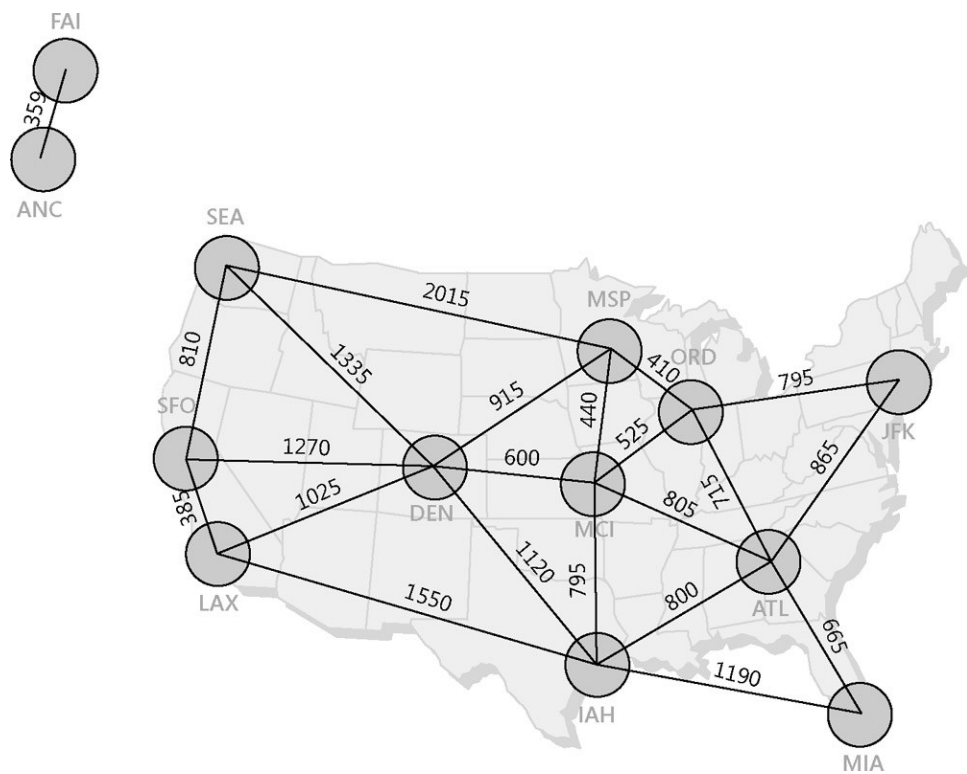 FAI
359
ANC
SEA
2015
MSP
810
1335
410
ORD
795
915
SFO
440
525
JFK
865
1270
600
715
385
1025
DEN
MCI
805
1120
795
LAX
1550
800
ATL
665
1190
IAH
MIA